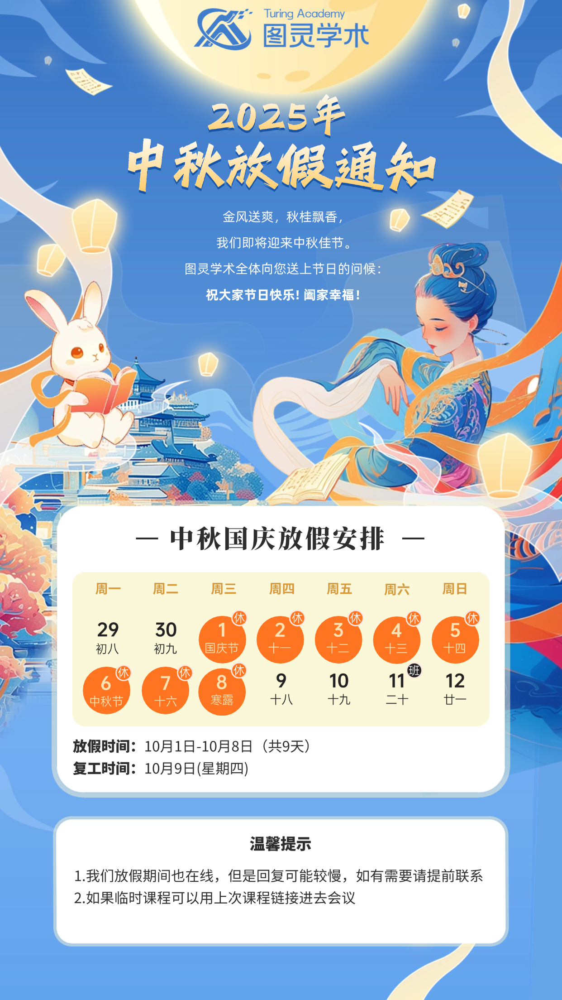 Turing Academy
图灵学术
2025年
中秋放假通知
金风送爽，秋桂飘香，
我们即将迎来中秋佳节。
图灵学术全体向您送上节日的问候：
祝大家节日快乐！阖家幸福！
中秋国庆放假安排
周一 周二 周三 周四 周五 周六 周日
休 休 休 休 休
29 30 1 2 3 4 5
初八 初九 国庆节 十一 十二 十三 十四
休 休 休 班
6 7 8 9 10 11 12
中秋节 十六 寒露 十八 十九 二十 廿一
放假时间：10月1日-10月8日（共9天）
复工时间：10月9日(星期四)
温馨提示
1.我们放假期间也在线，但是回复可能较慢，如有需要请提前联系
2.如果临时课程可以用上次课程链接进去会议